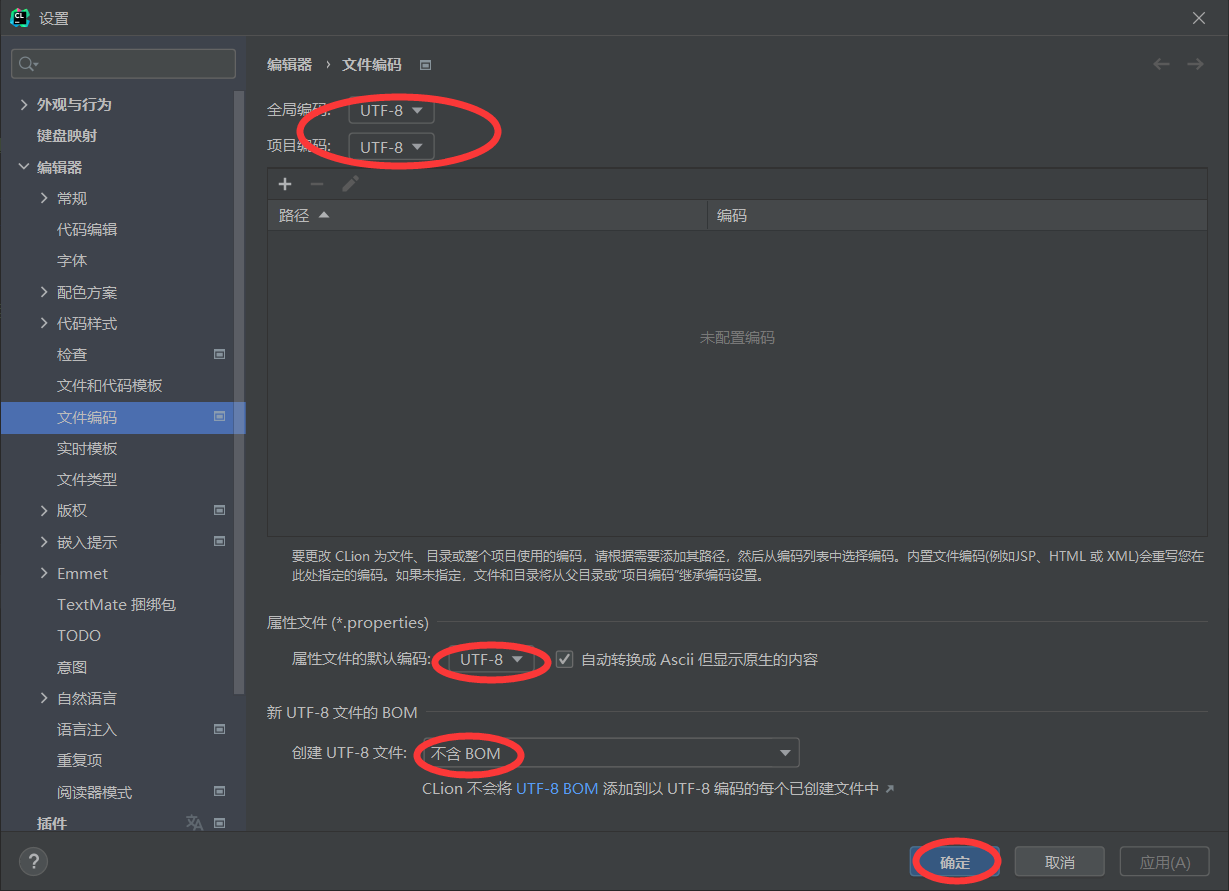 CL
设置
编辑器 › 文件编码
外观与行为
键盘映射
编辑器
常规
代码编辑
字体
配色方案
代码样式
检查
文件和代码模板
文件编码
实时模板
文件类型
版权
嵌入提示
Emmet
TextMate 捆绑包
TODO
意图
自然语言
语言注入
重复项
阅读器模式
插件
全局编码: UTF-8
项目编码: UTF-8
路径 编码
未配置编码
要更改 CLion 为文件、目录或整个项目使用的编码，请根据需要添加其路径，然后从编码列表中选择编码。内置文件编码(例如JSP、HTML 或 XML)会重写您在
此处指定的编码。如果未指定，文件和目录将从父目录或"项目编码"继承编码设置。
属性文件 (*.properties)
属性文件的默认编码: UTF-8 自动转换成 Ascii 但显示原生的内容
新 UTF-8 文件的 BOM
创建 UTF-8 文件: 不含 BOM
CLion 不会将 UTF-8 BOM 添加到以 UTF-8 编码的每个已创建文件中 ↗
? 确定 取消 应用(A)